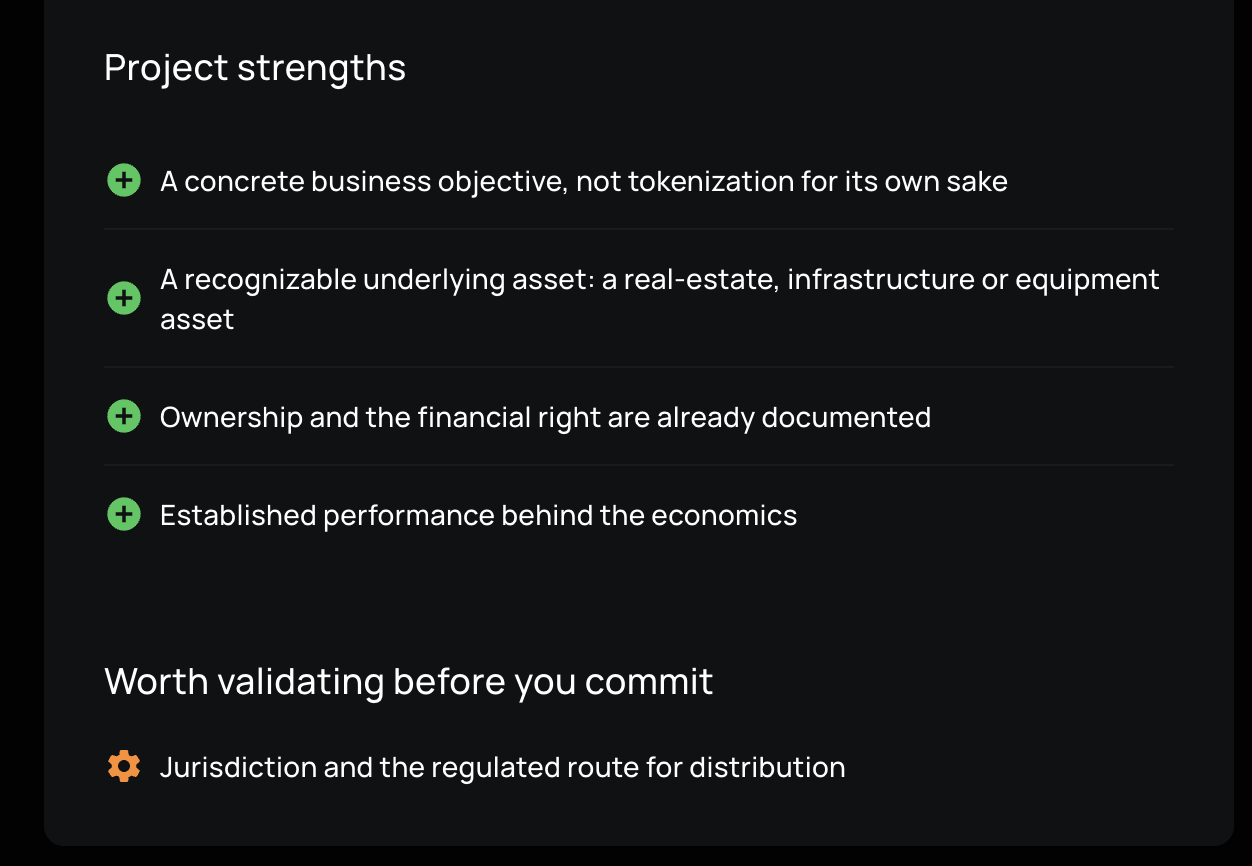 Project strengths
A concrete business objective, not tokenization for its own sake
A recognizable underlying asset: a real-estate, infrastructure or equipment
asset
Ownership and the financial right are already documented
Established performance behind the economics
Worth validating before you commit
Jurisdiction and the regulated route for distribution